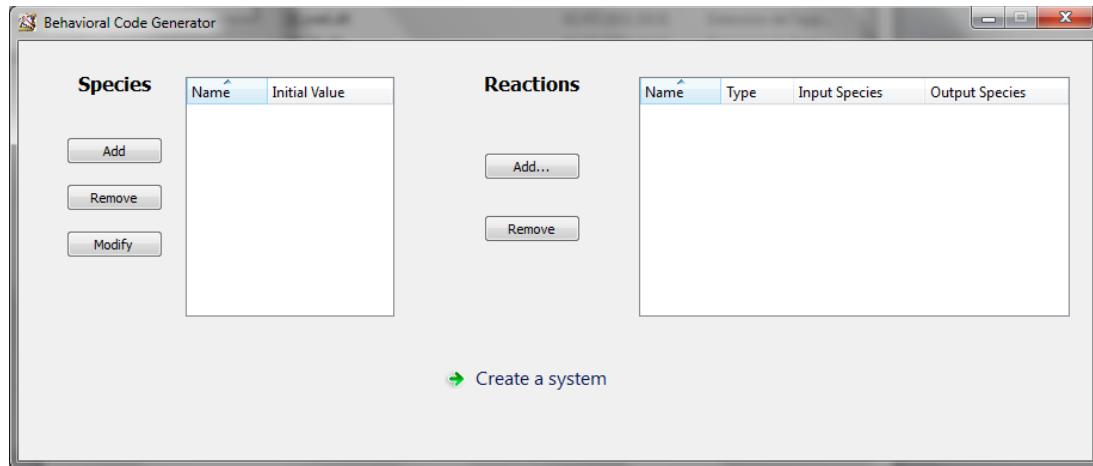 Behavioral Code Generator
Species
Name Initial Value
Add
Remove
Modify
Reactions
Name Type Input Species Output Species
Add...
Remove
Create a system